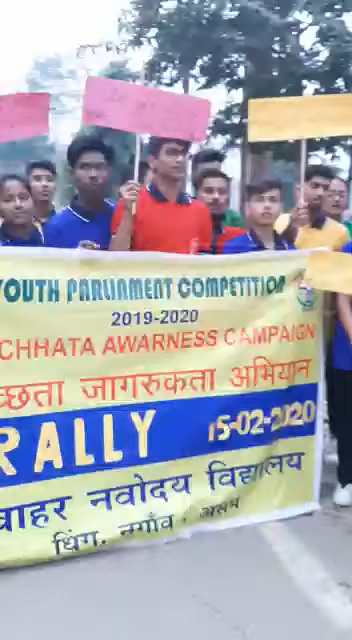 YOUTH PARLIAMENT COMPETITION
2019-2020
CHHATA AWARNESS CAMPAIGN
च्छता जागरुकता अभियान
RALLY 15-02-2020
वाहर नवोदय विद्यालय
धिंग. नगाँव. असम